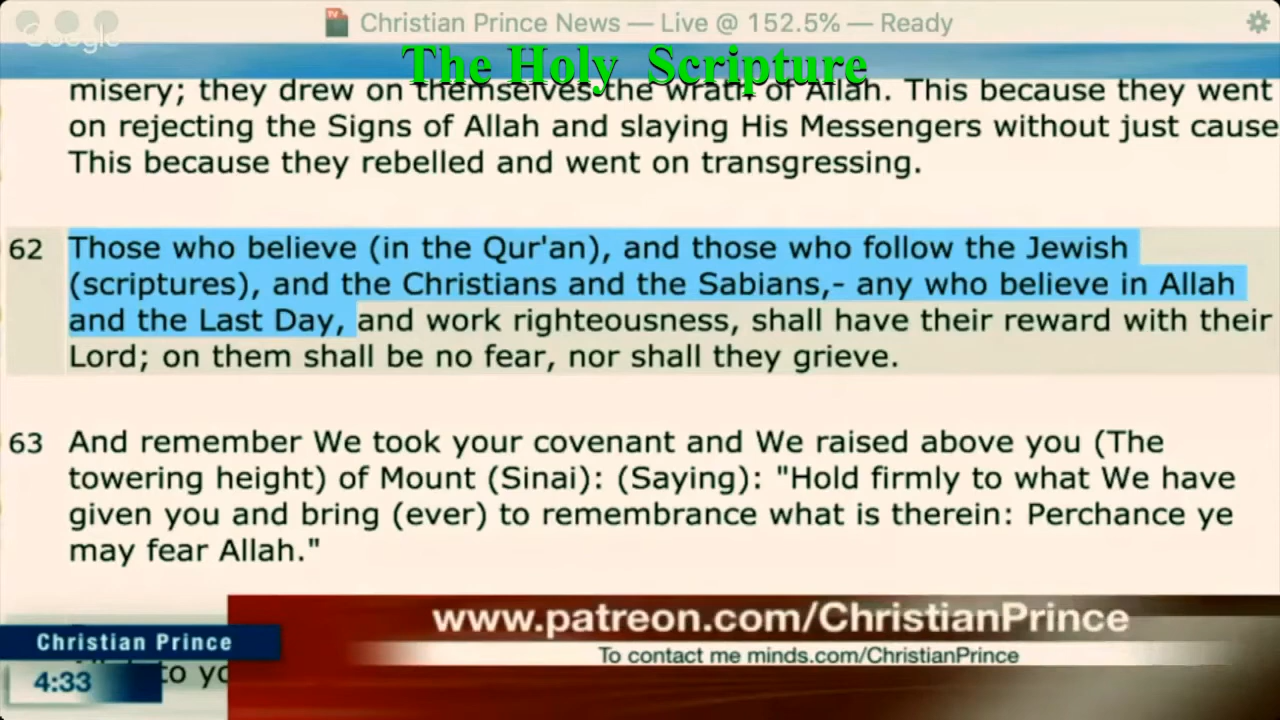 Christian Prince News — Live @ 152.5% — Ready
Google
The Holy Scripture
misery; they drew on themselves the wrath of Allah. This because they went
on rejecting the Signs of Allah and slaying His Messengers without just cause
This because they rebelled and went on transgressing.
62 Those who believe (in the Qur'an), and those who follow the Jewish
(scriptures), and the Christians and the Sabians,- any who believe in Allah
and the Last Day, and work righteousness, shall have their reward with their
Lord; on them shall be no fear, nor shall they grieve.
63 And remember We took your covenant and We raised above you (The
towering height) of Mount (Sinai): (Saying): "Hold firmly to what We have
given you and bring (ever) to remembrance what is therein: Perchance ye
may fear Allah."
www.patreon.com/ChristianPrince
Christian Prince
To contact me minds.com/ChristianPrince
to
4:33